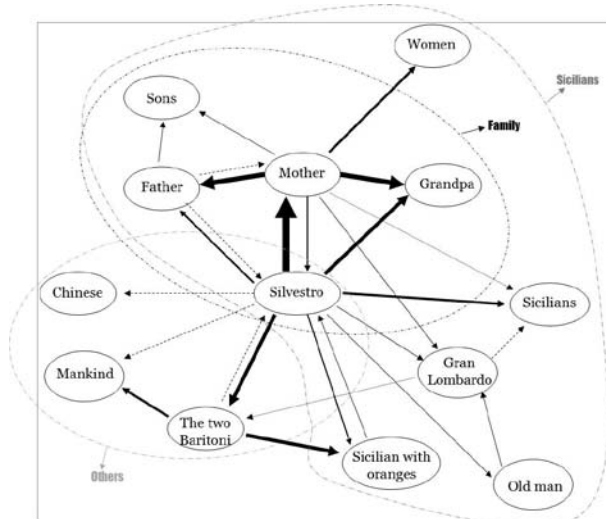 Women
Sicilians
Sons
Family
Mother
Father
Grandpa
Chinese
Silvestro
Sicilians
Mankind
Gran
Lombardo
The two
Baritoni
Sicilian with
oranges
Others
Old man